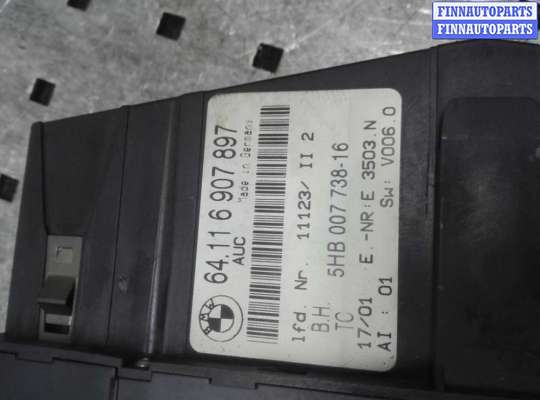 FINNAUTOPARTS
FINNAUTOPARTS
BMW
64.11 6 907 897
AUC
Made in Germany
lfd. Nr. 11123/ II 2
B.H. 5HB 007 738-16
TC
17/01 E.-NR:E 3503.N
AI : 01 SW: V006.0